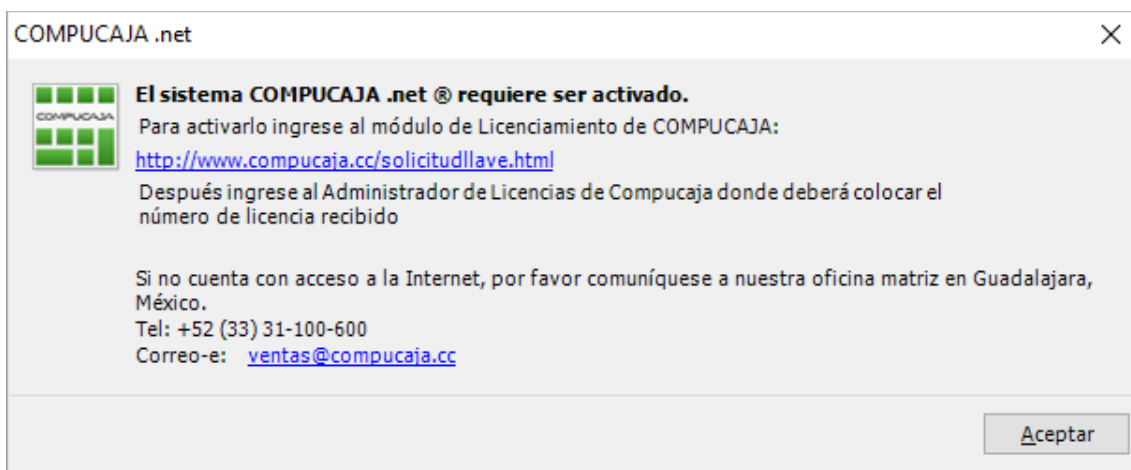 COMPUCAJA .net
El sistema COMPUCAJA .net ® requiere ser activado.
COMPUCAJA
Para activarlo ingrese al módulo de Licenciamiento de COMPUCAJA:
http://www.compucaja.cc/solicitudllave.html
Después ingrese al Administrador de Licencias de Compucaja donde deberá colocar el
número de licencia recibido
Si no cuenta con acceso a la Internet, por favor comuníquese a nuestra oficina matriz en Guadalajara,
México.
Tel: +52 (33) 31-100-600
Correo-e: ventas@compucaja.cc
Aceptar